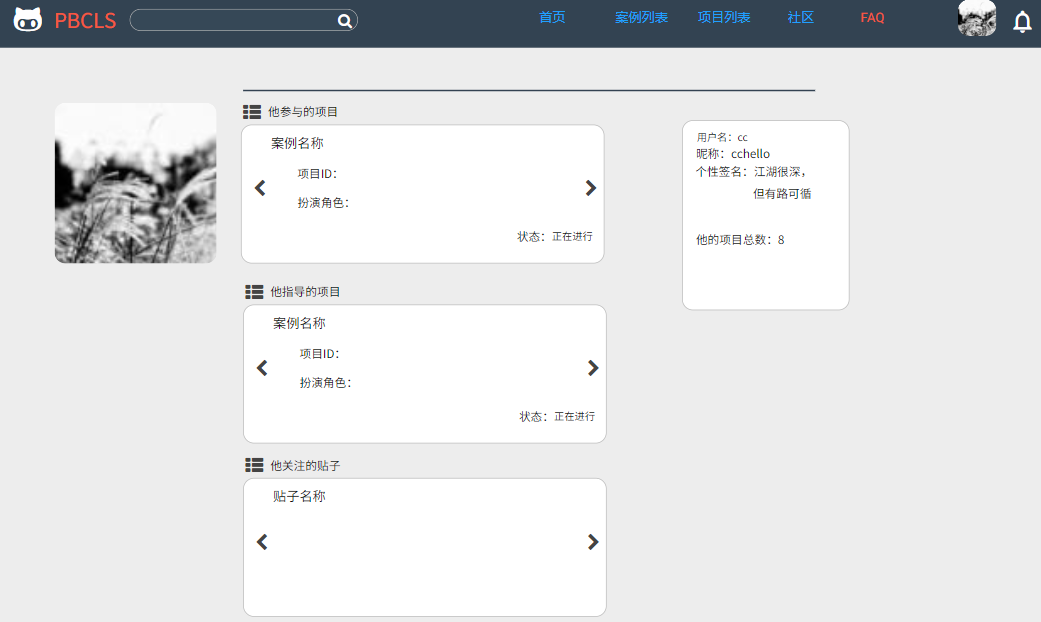 PBCLS
首页 案例列表 项目列表 社区 FAQ
他参与的项目
案例名称
项目ID：
扮演角色：
状态：正在进行
用户名：cc
昵称：cchello
个性签名：江湖很深，
但有路可循
他的项目总数：8
他指导的项目
案例名称
项目ID：
扮演角色：
状态：正在进行
他关注的贴子
贴子名称